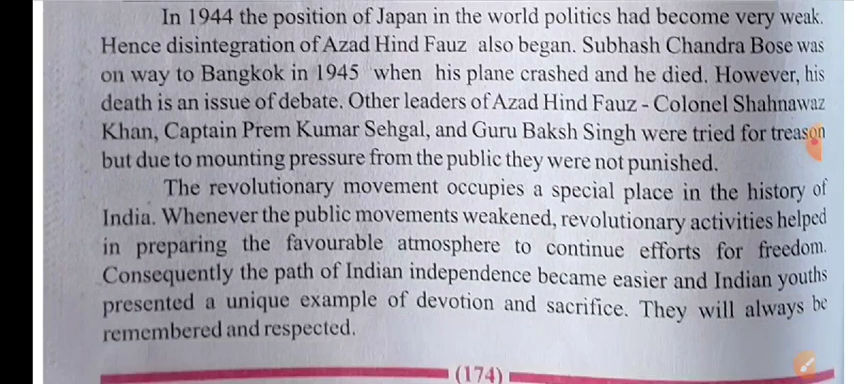 In 1944 the position of Japan in the world politics had become very weak.
Hence disintegration of Azad Hind Fauz also began. Subhash Chandra Bose was
on way to Bangkok in 1945 when his plane crashed and he died. However, his
death is an issue of debate. Other leaders of Azad Hind Fauz - Colonel Shahnawaz
Khan, Captain Prem Kumar Sehgal, and Guru Baksh Singh were tried for treason
but due to mounting pressure from the public they were not punished.
The revolutionary movement occupies a special place in the history of
India. Whenever the public movements weakened, revolutionary activities helped
in preparing the favourable atmosphere to continue efforts for freedom.
Consequently the path of Indian independence became easier and Indian youths
presented a unique example of devotion and sacrifice. They will always be
remembered and respected.
(174)